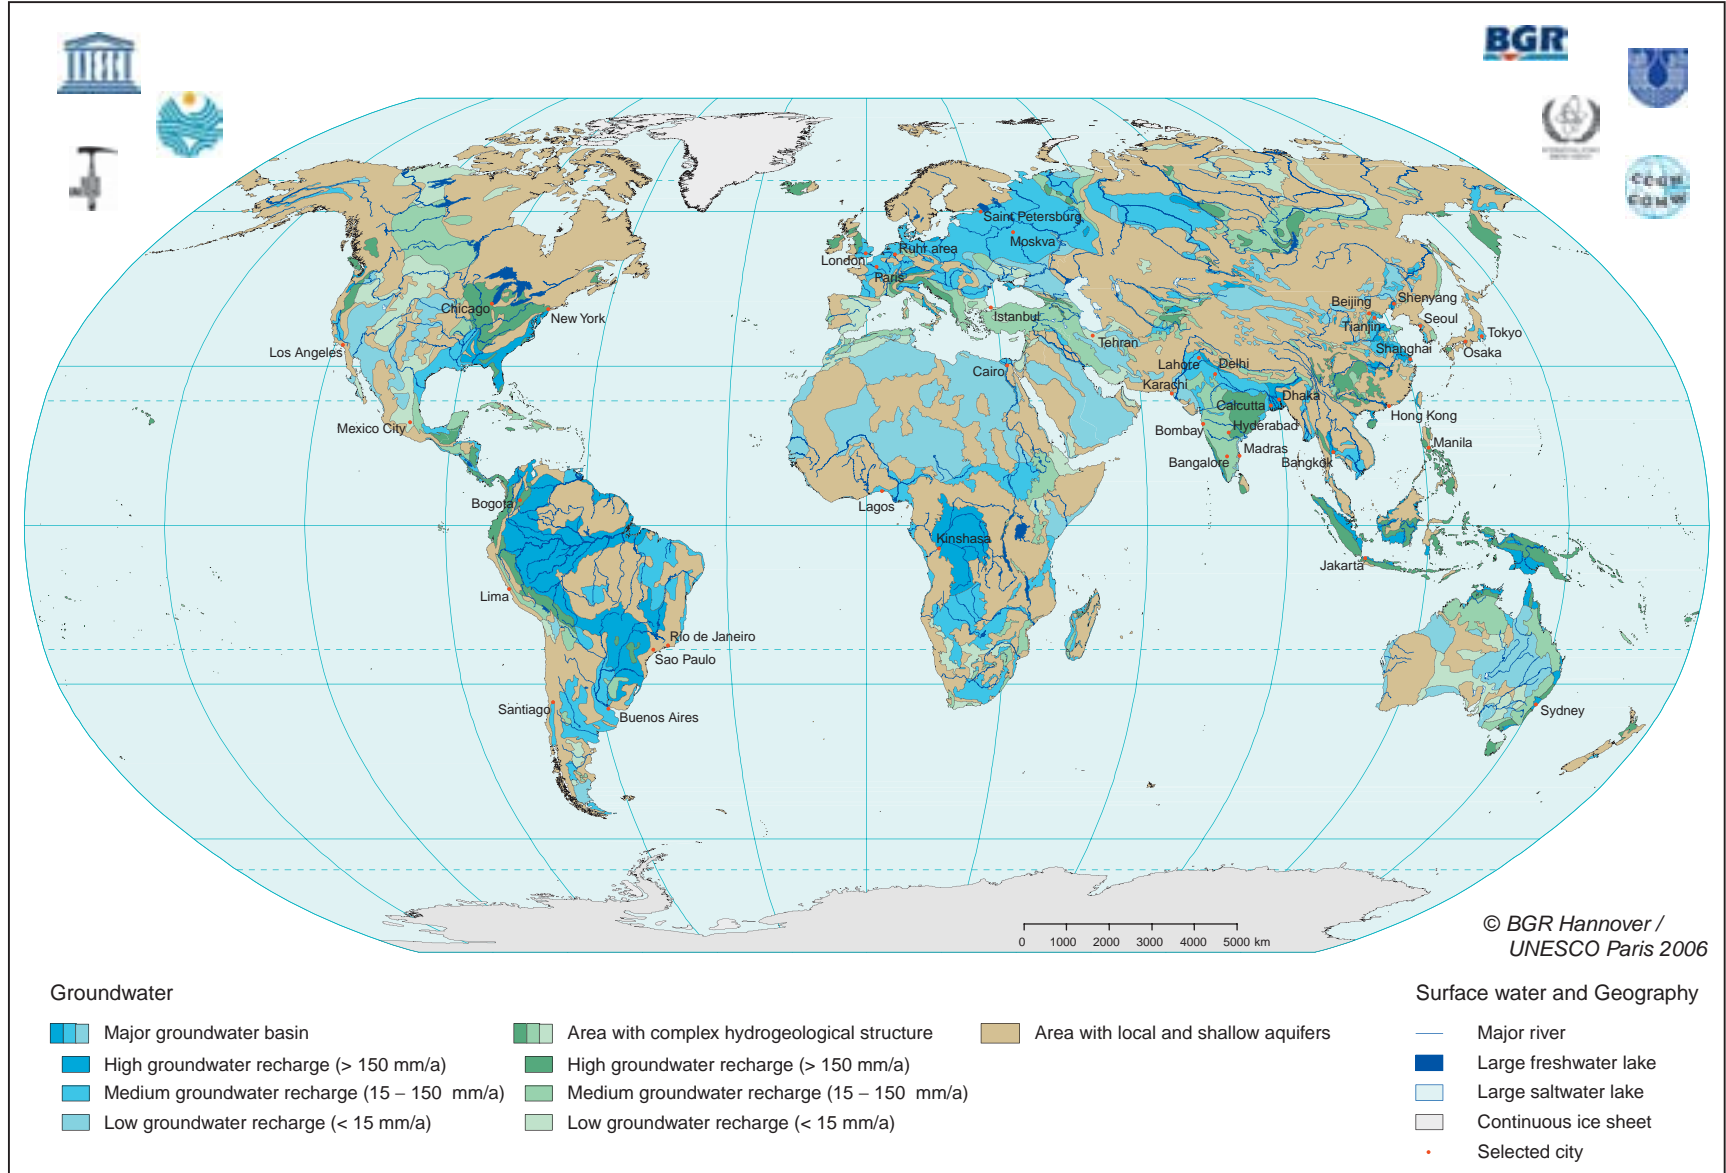 BGR
Saint Petersburg
Moskva
Ruhr area
London
Paris
Chicago
New York
Istanbul
Beijing
Shenyang
Tianjin
Seoul
Tokyo
Los Angeles
Tehran
Shanghai
Osaka
Cairo
Lahore
Delhi
Karachi
Dhaka
Calcutta
Hong Kong
Mexico City
Bombay
Hyderabad
Manila
Madras
Bangalore
Bangkok
Bogota
Lagos
Kinshasa
Jakarta
Lima
Río de Janeiro
Sao Paulo
Santiago
Buenos Aires
Sydney
0 1000 2000 3000 4000 5000 km
© BGR Hannover /
UNESCO Paris 2006
Groundwater
Major groundwater basin
High groundwater recharge (> 150 mm/a)
Medium groundwater recharge (15 – 150 mm/a)
Low groundwater recharge (< 15 mm/a)
Area with complex hydrogeological structure
High groundwater recharge (> 150 mm/a)
Medium groundwater recharge (15 – 150 mm/a)
Low groundwater recharge (< 15 mm/a)
Area with local and shallow aquifers
Surface water and Geography
Major river
Large freshwater lake
Large saltwater lake
Continuous ice sheet
Selected city